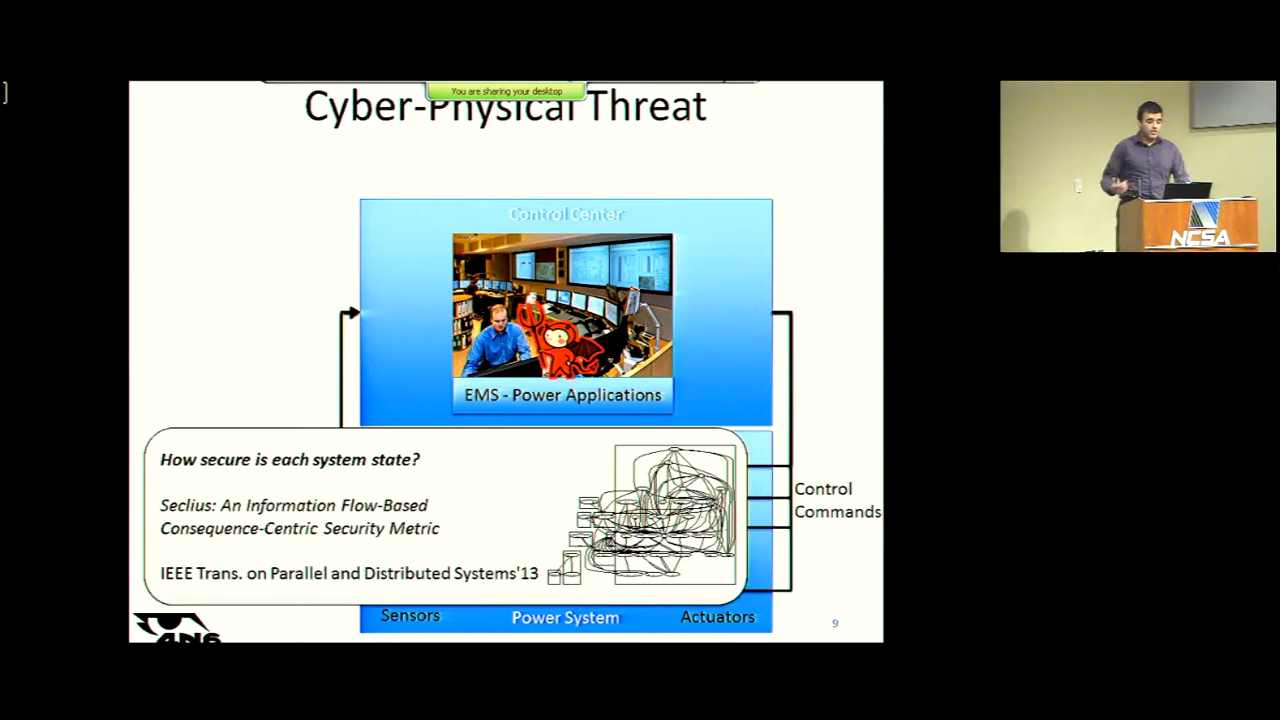 ]
You are sharing your desktop
Cyber-Physical Threat
Control Center
EMS - Power Applications
How secure is each system state?
Seclius: An Information Flow-Based
Consequence-Centric Security Metric
IEEE Trans. on Parallel and Distributed Systems'13
Control
Commands
Sensors
Power System
Actuators
4N6
9
NCSA